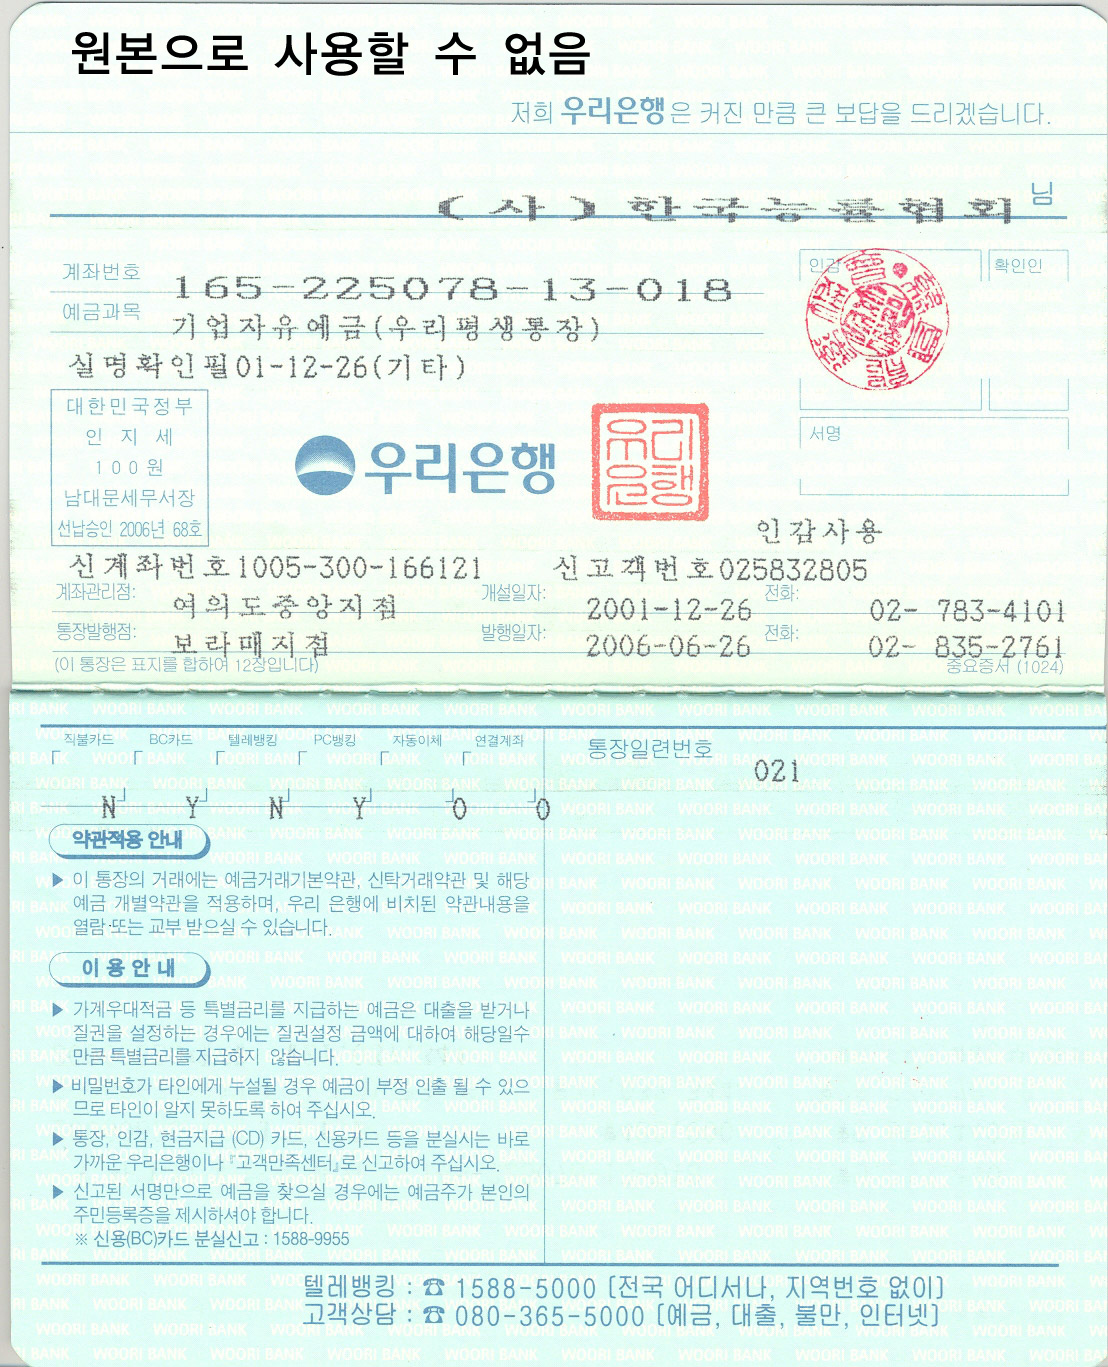 원본으로 사용할 수 없음
저희 우리은행은 커진 만큼 큰 보답을 드리겠습니다.
(사)한국능률협회 님
계좌번호 165-225078-13-018
예금과목 기업자유예금(우리평생통장)
실명확인필01-12-26(기타)
인감
확인인
대한민국정부
인 지 세
100원
남대문세무서장
선납승인 2006년 68호
우리은행
우리은행
서명
인감사용
신계좌번호1005-300-166121 신고객번호025832805
계좌관리점: 여의도중앙지점 개설일자: 2001-12-26 전화: 02- 783-4101
통장발행점: 보라매지점 발행일자: 2006-06-26 전화: 02- 835-2761
(이 통장은 표지를 합하여 12장입니다) 중요증서 (1024)
직불카드 BC카드 텔레뱅킹 PC뱅킹 자동이체 연결계좌
N Y N Y 0 0
통장일련번호
021
약관적용 안내
▶ 이 통장의 거래에는 예금거래기본약관, 신탁거래약관 및 해당
예금 개별약관을 적용하며, 우리 은행에 비치된 약관내용을
열람·또는 교부 받으실 수 있습니다.
이 용 안 내
▶ 가계우대적금 등 특별금리를 지급하는 예금은 대출을 받거나
질권을 설정하는 경우에는 질권설정 금액에 대하여 해당일수
만큼 특별금리를 지급하지 않습니다.
▶ 비밀번호가 타인에게 누설될 경우 예금이 부정 인출 될 수 있으
므로 타인이 알지 못하도록 하여 주십시오.
▶ 통장, 인감, 현금지급 (CD) 카드, 신용카드 등을 분실시는 바로
가까운 우리은행이나 『고객만족센터』로 신고하여 주십시오.
▶ 신고된 서명만으로 예금을 찾으실 경우에는 예금주가 본인의
주민등록증을 제시하셔야 합니다.
※ 신용(BC)카드 분실신고 : 1588-9955
텔레뱅킹 : ☎ 1588-5000 (전국 어디서나, 지역번호 없이)
고객상담 : ☎ 080-365-5000 (예금, 대출, 불만, 인터넷)